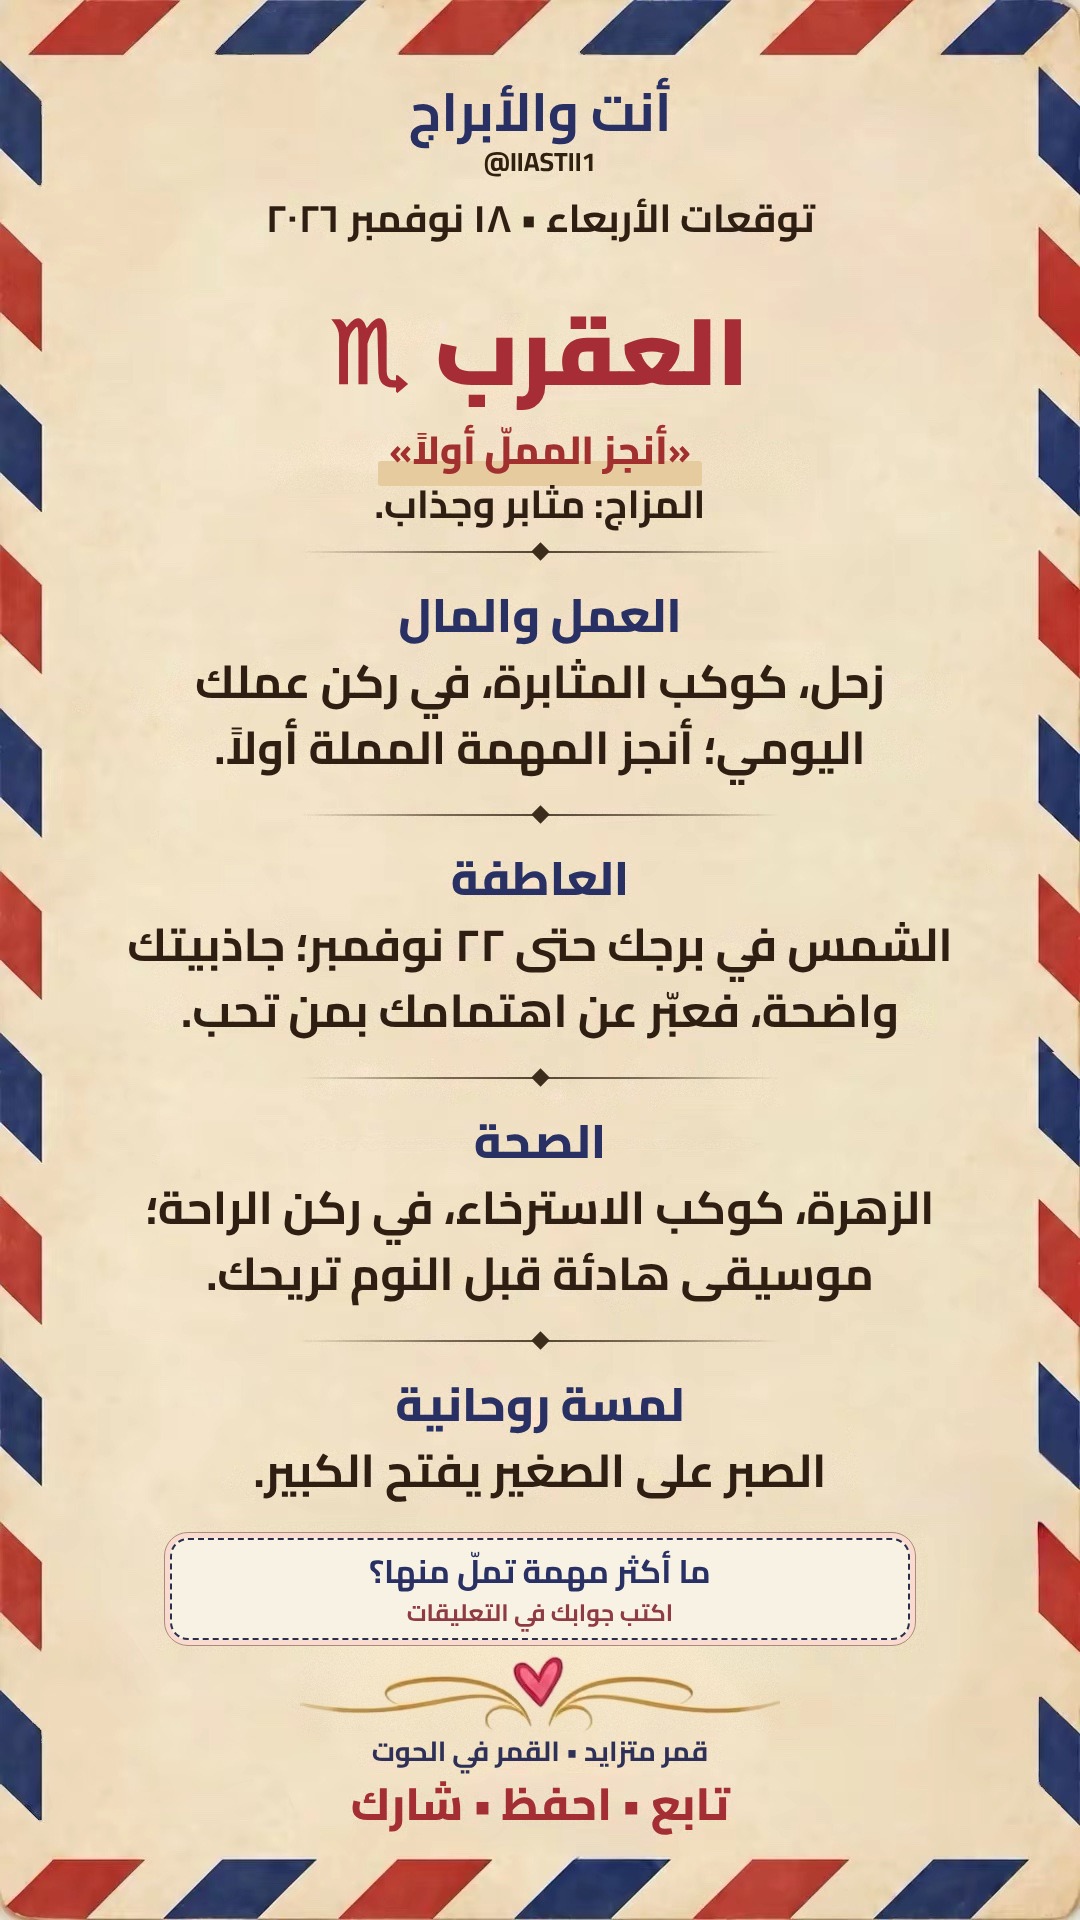 أنت والأبراج
@IIASTII1
توقعات الأربعاء ▪ ١٨ نوفمبر ٢٠٢٦
العقرب ♏
«أنجز المملّ أولاً»
المزاج: مثابر وجذاب.
العمل والمال
زحل، كوكب المثابرة، في ركن عملك
اليومي؛ أنجز المهمة المملة أولاً.
العاطفة
الشمس في برجك حتى ٢٢ نوفمبر؛ جاذبيتك
واضحة، فعبّر عن اهتمامك بمن تحب.
الصحة
الزهرة، كوكب الاسترخاء، في ركن الراحة؛
موسيقى هادئة قبل النوم تريحك.
لمسة روحانية
الصبر على الصغير يفتح الكبير.
ما أكثر مهمة تملّ منها؟
اكتب جوابك في التعليقات
قمر متزايد ▪ القمر في الحوت
تابع ▪ احفظ ▪ شارك